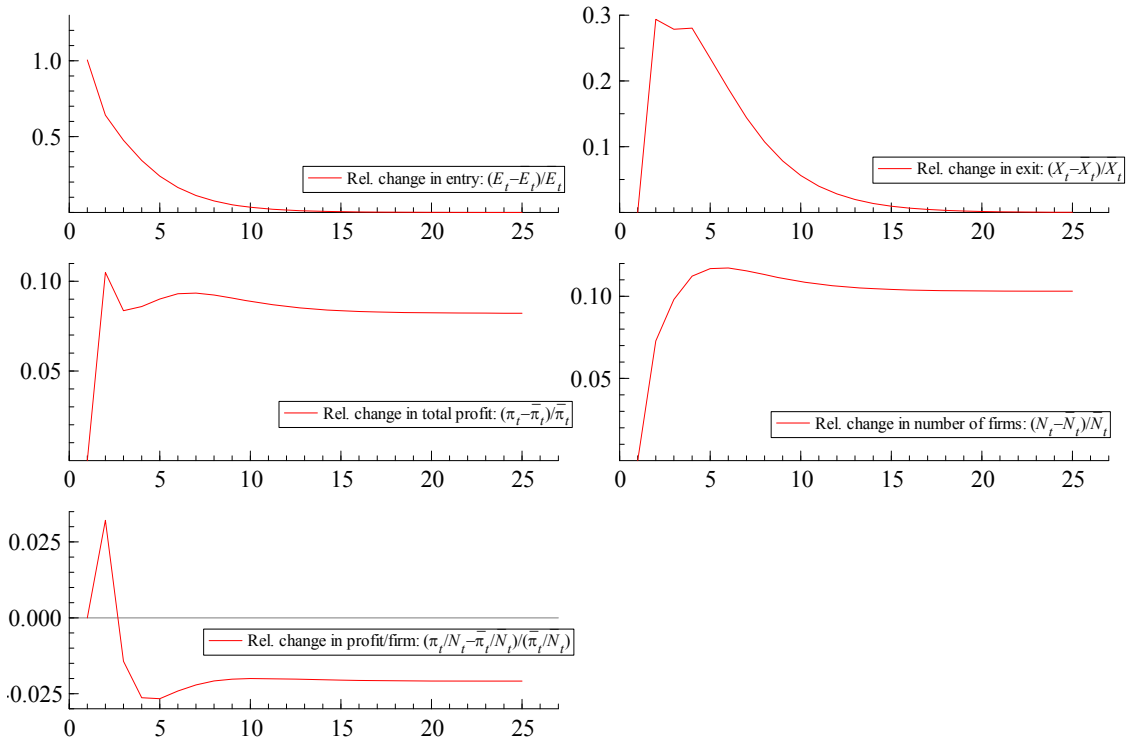 1.0
0.5
Rel. change in entry: (E_t−E̅_t)/E̅_t
0 5 10 15 20 25
0.3
0.2
0.1
Rel. change in exit: (X_t−X̅_t)/X̅_t
0 5 10 15 20 25
0.10
0.05
Rel. change in total profit: (π_t−π̅_t)/π̅_t
0 5 10 15 20 25
0.10
0.05
Rel. change in number of firms: (N_t−N̅_t)/N̅_t
0 5 10 15 20 25
0.025
0.000
Rel. change in profit/firm: (π_t/N_t−π̅_t/N̅_t)/(π̅_t/N̅_t)
-0.025
0 5 10 15 20 25